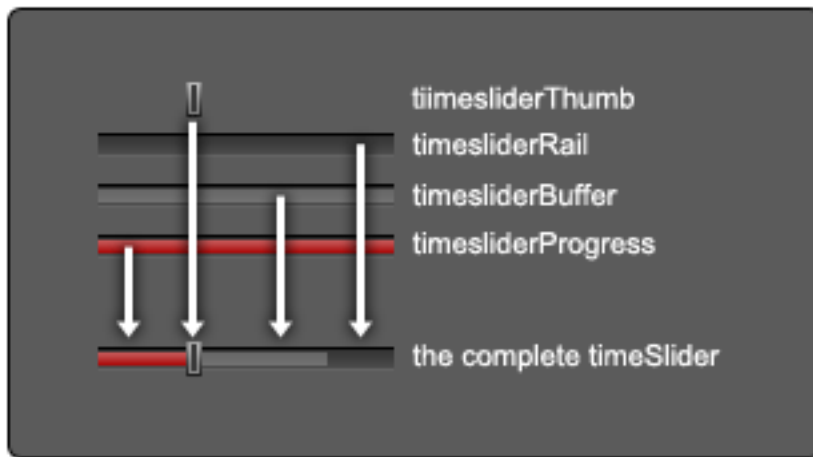 tiimesliderThumb
timesliderRail
timesliderBuffer
timesliderProgress
the complete timeSlider